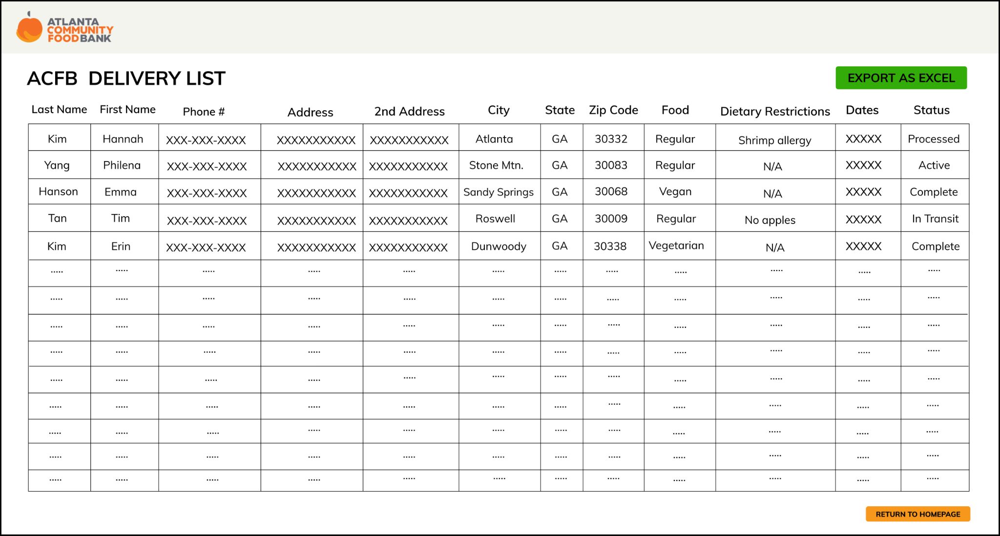 ATLANTA
COMMUNITY
FOOD BANK
ACFB DELIVERY LIST
EXPORT AS EXCEL
Last Name First Name Phone # Address 2nd Address City State Zip Code Food Dietary Restrictions Dates Status
Kim Hannah XXX-XXX-XXXX XXXXXXXXXXX XXXXXXXXXXX Atlanta GA 30332 Regular Shrimp allergy XXXXX Processed
Yang Philena XXX-XXX-XXXX XXXXXXXXXXX XXXXXXXXXXX Stone Mtn. GA 30083 Regular N/A XXXXX Active
Hanson Emma XXX-XXX-XXXX XXXXXXXXXXX XXXXXXXXXXX Sandy Springs GA 30068 Vegan N/A XXXXX Complete
Tan Tim XXX-XXX-XXXX XXXXXXXXXXX XXXXXXXXXXX Roswell GA 30009 Regular No apples XXXXX In Transit
Kim Erin XXX-XXX-XXXX XXXXXXXXXXX XXXXXXXXXXX Dunwoody GA 30338 Vegetarian N/A XXXXX Complete
..... ..... ..... ..... ..... ..... ..... ..... ..... ..... ..... .....
..... ..... ..... ..... ..... ..... ..... ..... ..... ..... ..... .....
..... ..... ..... ..... ..... ..... ..... ..... ..... ..... ..... .....
..... ..... ..... ..... ..... ..... ..... ..... ..... ..... ..... .....
..... ..... ..... ..... ..... ..... ..... ..... ..... ..... ..... .....
..... ..... ..... ..... ..... ..... ..... ..... ..... ..... ..... .....
..... ..... ..... ..... ..... ..... ..... ..... ..... ..... ..... .....
..... ..... ..... ..... ..... ..... ..... ..... ..... ..... ..... .....
..... ..... ..... ..... ..... ..... ..... ..... ..... ..... ..... .....
RETURN TO HOMEPAGE